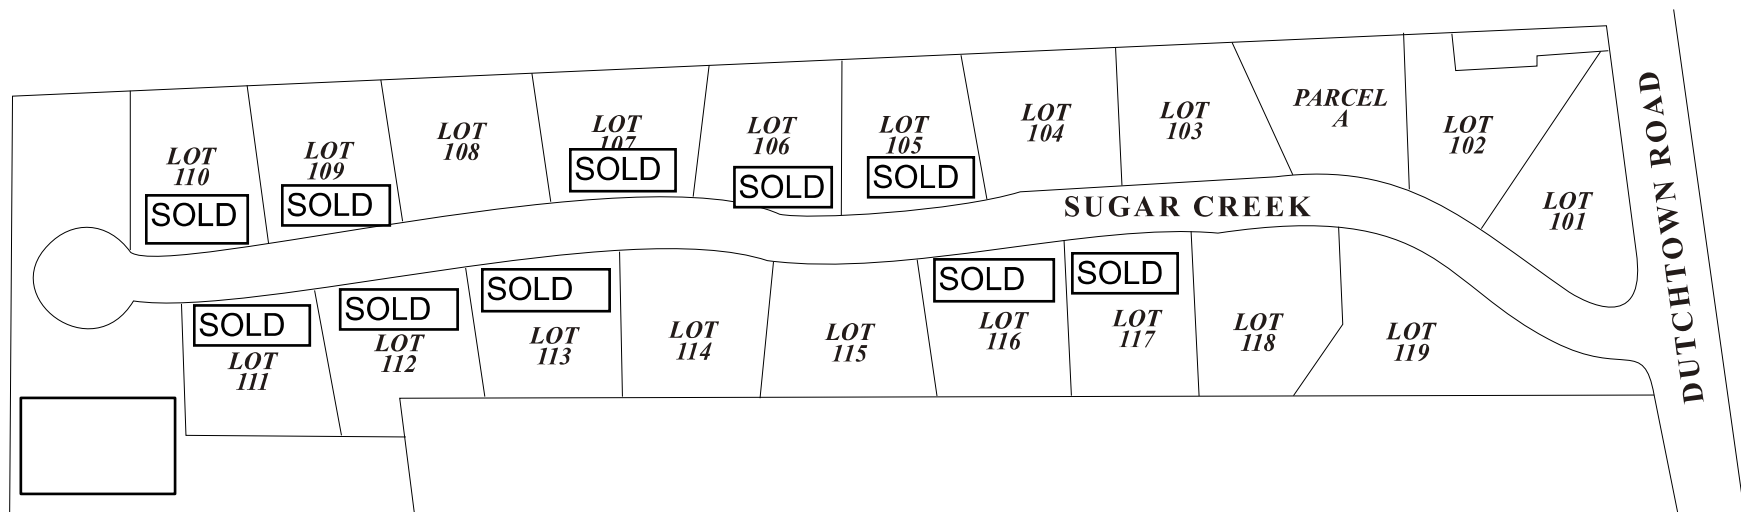 LOT
110
SOLD
LOT
109
SOLD
LOT
108
LOT
107
SOLD
LOT
106
SOLD
LOT
105
SOLD
LOT
104
LOT
103
PARCEL
A
LOT
102
LOT
101
SUGAR CREEK
DUTCHTOWN ROAD
SOLD
LOT
111
SOLD
LOT
112
SOLD
LOT
113
LOT
114
LOT
115
SOLD
LOT
116
SOLD
LOT
117
LOT
118
LOT
119